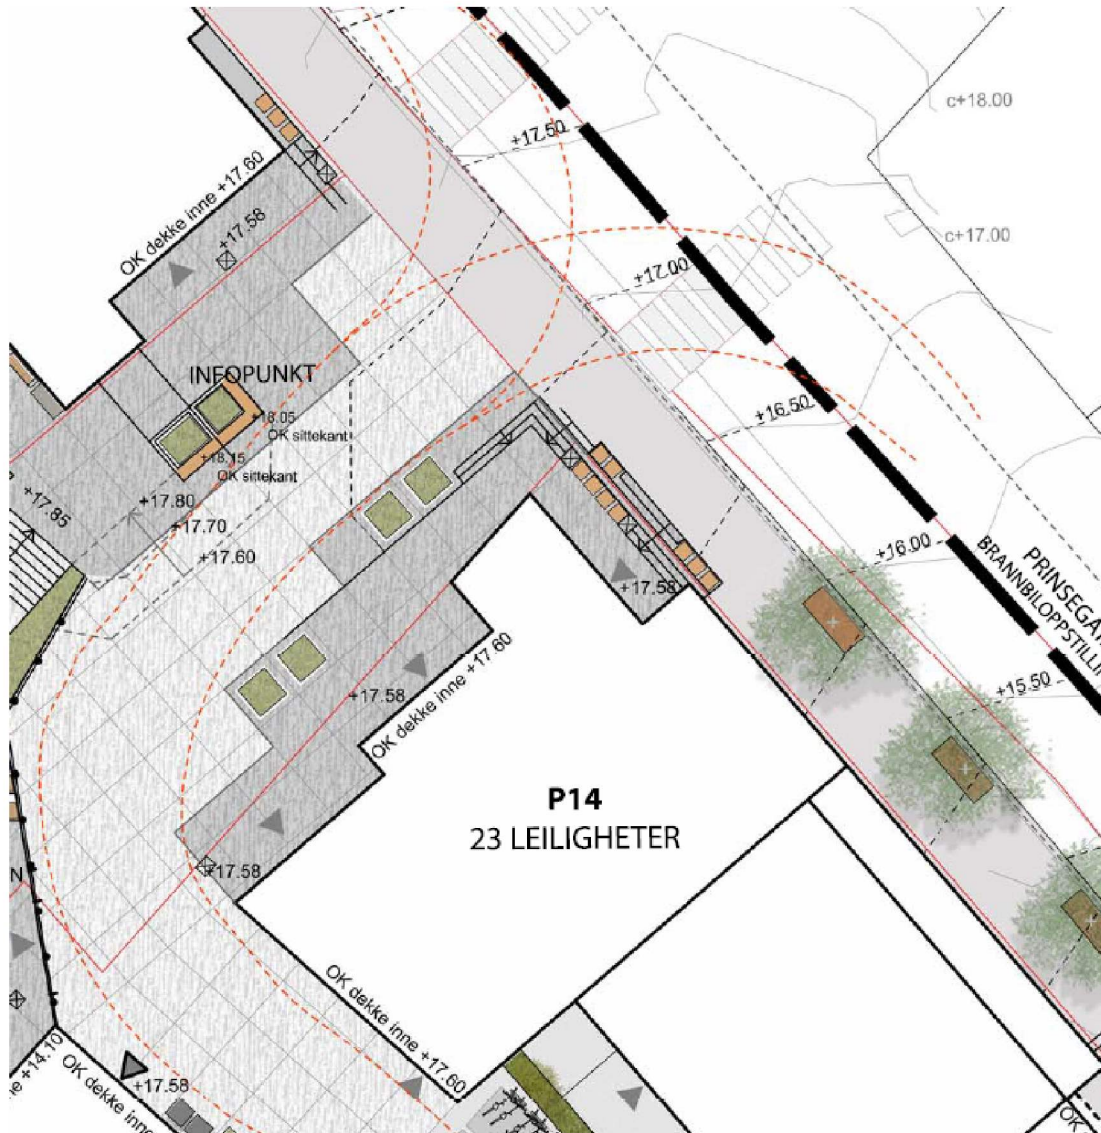 c+18.00
+17.50
OK dekke inne +17.60
+17.58
c+17.00
+17.00
INFOPUNKT
+18.05
OK sittekant
+18.15
OK sittekant
+16.50
+17.85
+17.80
+17.70
+17.60
+16.00
+17.58
+15.50
+17.58
OK dekke inne +17.60
P14
23 LEILIGHETER
+17.58
N
OK dekke inne +17.60
+14.10
+17.58
OK dekke inne
OK